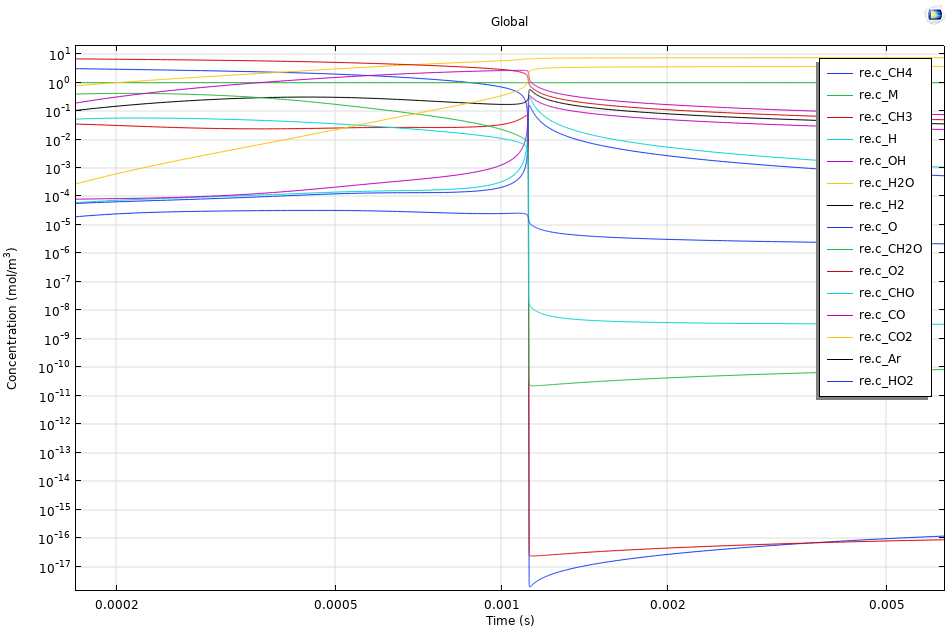 Global
Concentration (mol/m³)
10¹
10⁰
10⁻¹
10⁻²
10⁻³
10⁻⁴
10⁻⁵
10⁻⁶
10⁻⁷
10⁻⁸
10⁻⁹
10⁻¹⁰
10⁻¹¹
10⁻¹²
10⁻¹³
10⁻¹⁴
10⁻¹⁵
10⁻¹⁶
10⁻¹⁷
re.c_CH4
re.c_M
re.c_CH3
re.c_H
re.c_OH
re.c_H2O
re.c_H2
re.c_O
re.c_CH2O
re.c_O2
re.c_CHO
re.c_CO
re.c_CO2
re.c_Ar
re.c_HO2
0.0002 0.0005 0.001 0.002 0.005
Time (s)